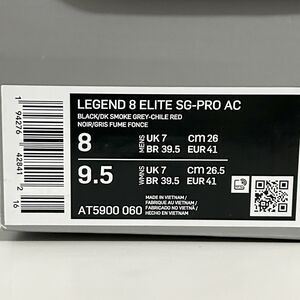 LEGEND 8 ELITE SG-PRO AC
BLACK/DK SMOKE GREY-CHILE RED
NOIR/GRIS FUME FONCE
8 MENS UK 7 cm 26
BR 39.5 EUR 41
9.5 WMNS UK 7 cm 26.5
BR 39.5 EUR 41
AT5900 060
MADE IN VIETNAM /
FABRIQUE AU VIETNAM /
FABRICADO NO VIETNÃ /
HECHO EN VIETNAM
1 94276 42841 2
16